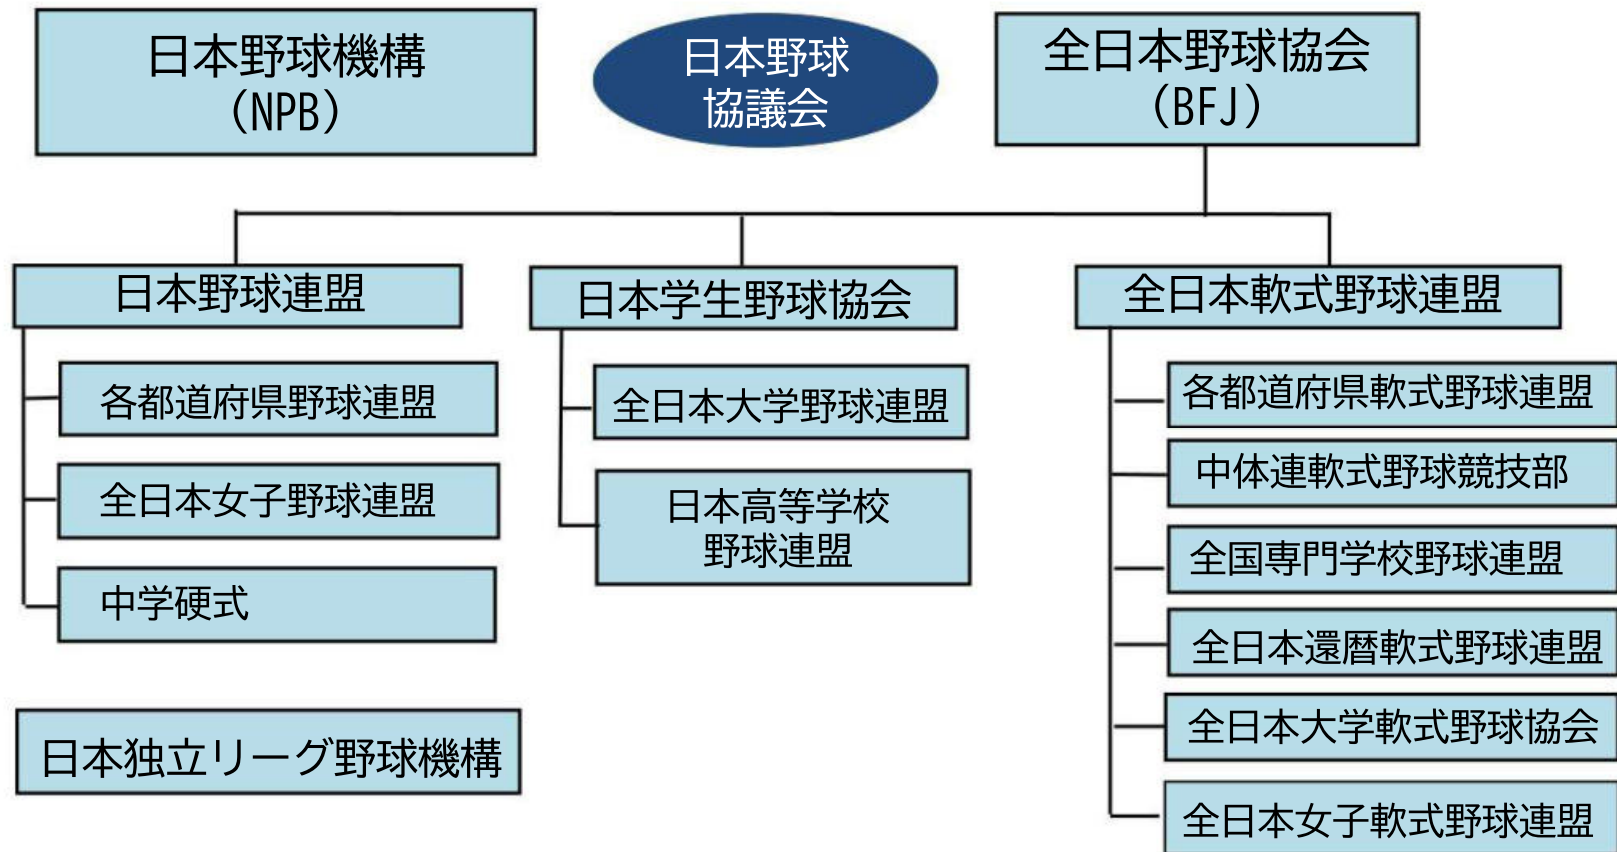 日本野球機構
（NPB）
日本野球
協議会
全日本野球協会
（BFJ）
日本野球連盟
各都道府県野球連盟
全日本女子野球連盟
中学硬式
日本学生野球協会
全日本大学野球連盟
日本高等学校
野球連盟
全日本軟式野球連盟
各都道府県軟式野球連盟
中体連軟式野球競技部
全国専門学校野球連盟
全日本還暦軟式野球連盟
全日本大学軟式野球協会
全日本女子軟式野球連盟
日本独立リーグ野球機構